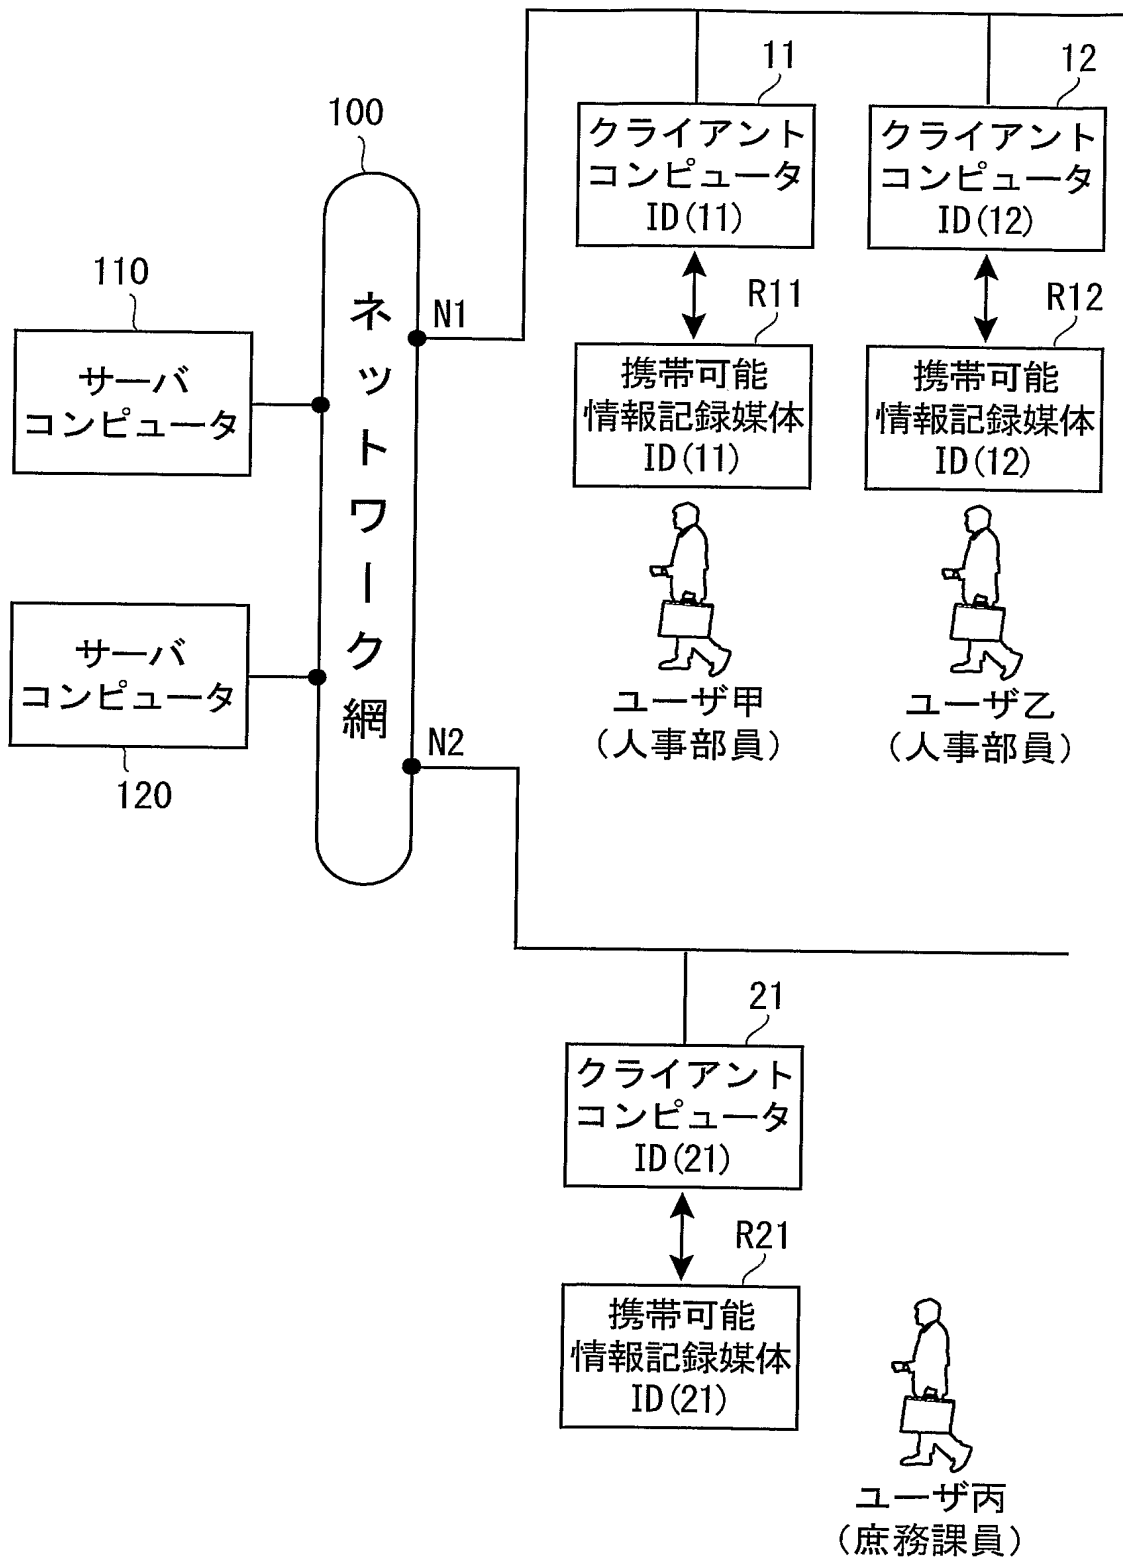 11
12
クライアント
コンピュータ
ID(11)
クライアント
コンピュータ
ID(12)
100
110
サーバ
コンピュータ
ネットワーク網
N1
R11
R12
携帯可能
情報記録媒体
ID(11)
携帯可能
情報記録媒体
ID(12)
サーバ
コンピュータ
120
ユーザ甲
(人事部員)
ユーザ乙
(人事部員)
N2
21
クライアント
コンピュータ
ID(21)
R21
携帯可能
情報記録媒体
ID(21)
ユーザ丙
(庶務課員)